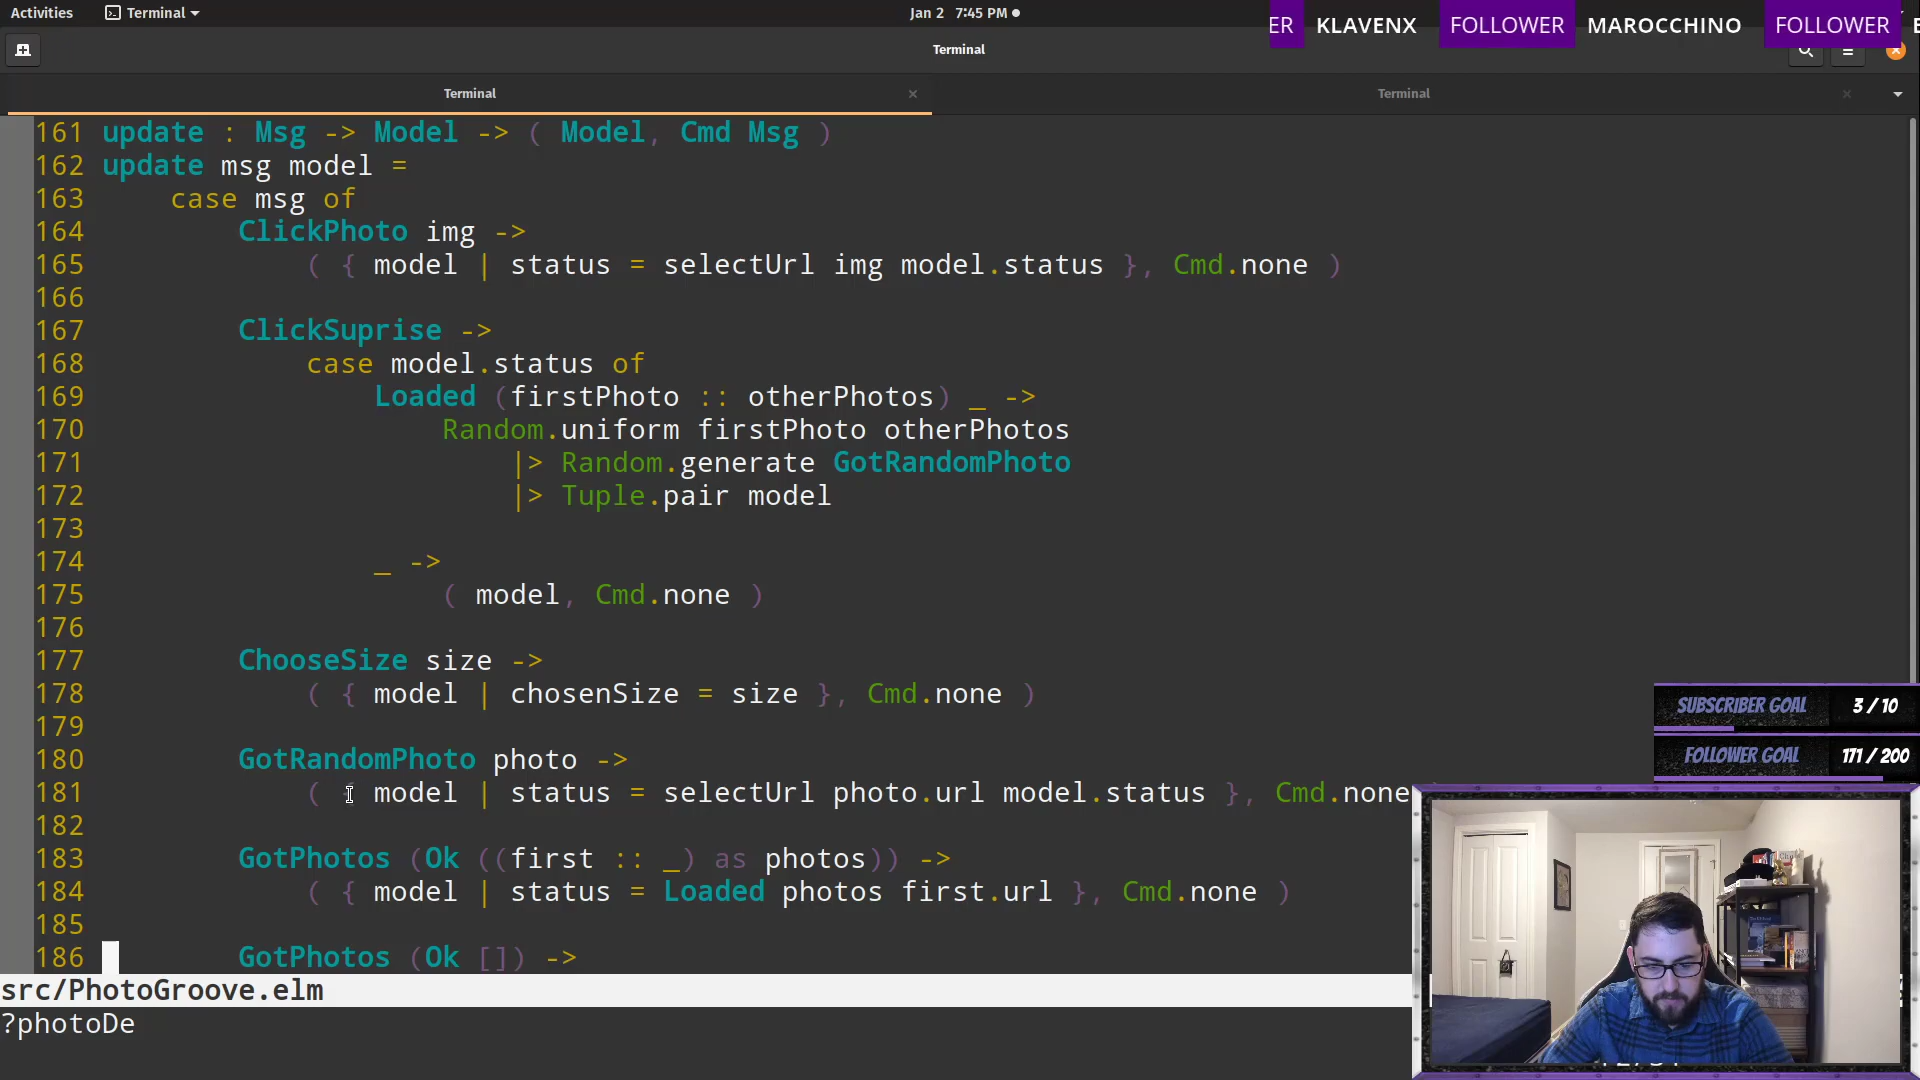 Activities Terminal Jan 2 7:45 PM
ER KLAVENX FOLLOWER MAROCCHINO FOLLOWER
Terminal
Terminal × Terminal ×
161 update : Msg -> Model -> ( Model, Cmd Msg )
162 update msg model =
163     case msg of
164         ClickPhoto img ->
165             ( { model | status = selectUrl img model.status }, Cmd.none )
166
167         ClickSuprise ->
168             case model.status of
169                 Loaded (firstPhoto :: otherPhotos) _ ->
170                     Random.uniform firstPhoto otherPhotos
171                         |> Random.generate GotRandomPhoto
172                         |> Tuple.pair model
173
174                 _ ->
175                     ( model, Cmd.none )
176
177         ChooseSize size ->
178             ( { model | chosenSize = size }, Cmd.none )
179
180         GotRandomPhoto photo ->
181             ( { model | status = selectUrl photo.url model.status }, Cmd.none
182
183         GotPhotos (Ok ((first :: _) as photos)) ->
184             ( { model | status = Loaded photos first.url }, Cmd.none )
185
186         GotPhotos (Ok []) ->
src/PhotoGroove.elm
?photoDe
SUBSCRIBER GOAL 3 / 10
FOLLOWER GOAL 171 / 200